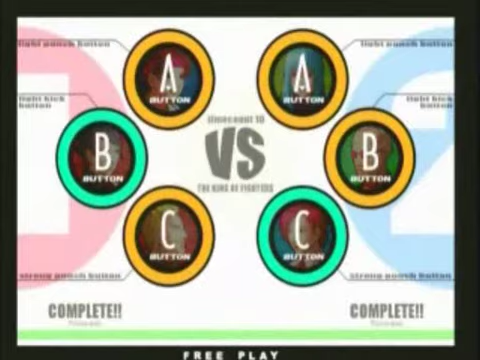 light punch button
light punch button
A
BUTTON
A
BUTTON
light kick
button
light kick
button
timecount 10
B
BUTTON
VS
B
BUTTON
THE KING OF FIGHTERS
C
BUTTON
C
BUTTON
strong punch button
strong punch button
COMPLETE!!
COMPLETE!!
FREE PLAY